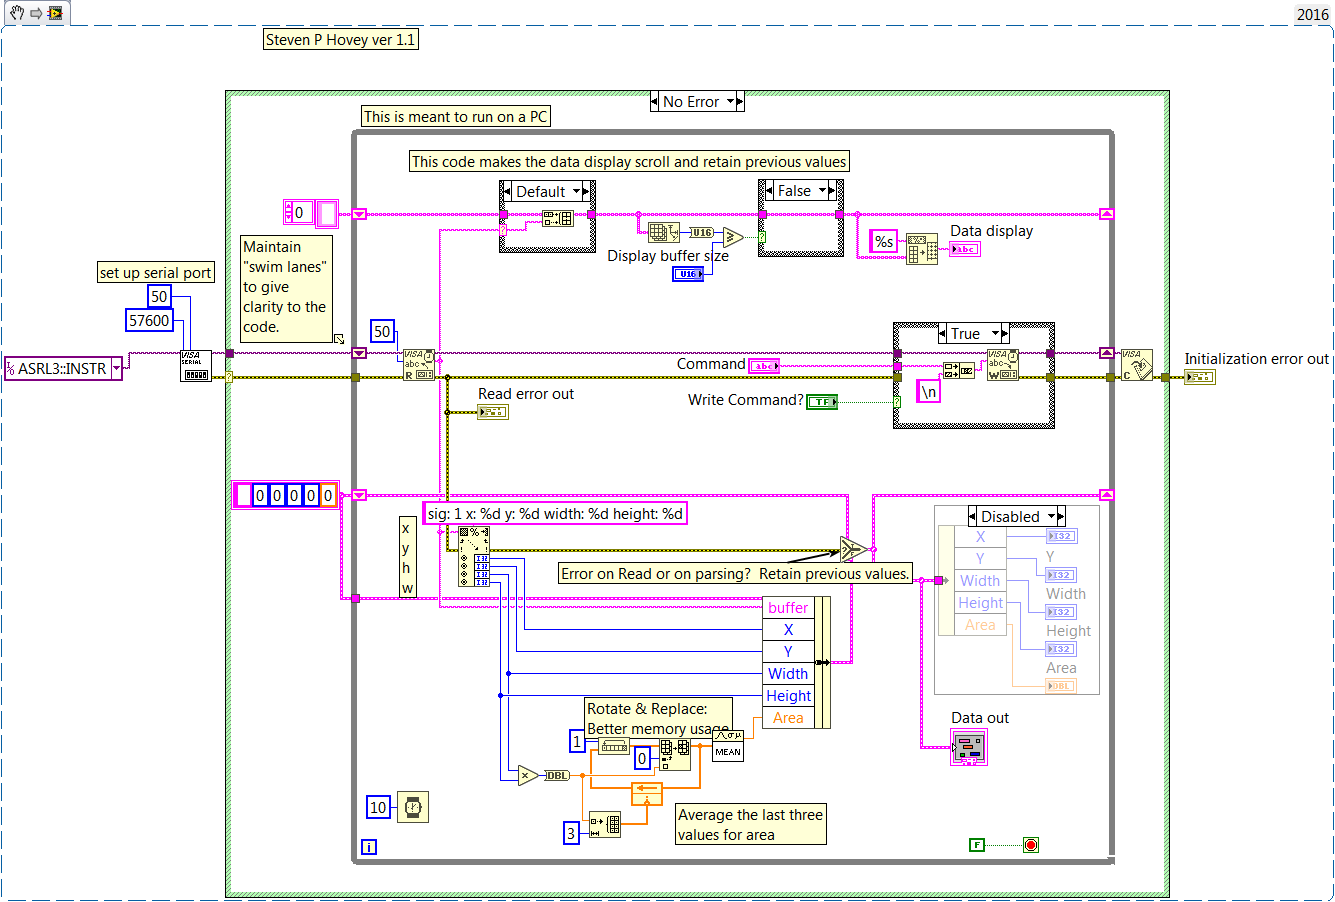 2016
Steven P Hovey ver 1.1
No Error
This is meant to run on a PC
This code makes the data display scroll and retain previous values
Default
False
0
Maintain
"swim lanes"
to give
clarity to the
code.
U16
%s
Data display
abc
Display buffer size
U16
set up serial port
50
57600
ASRL3::INSTR
VISA
SERIAL
50
VISA
abc
R
True
Command
abc
VISA
abc
W
\n
VISA
C
Initialization error out
Read error out
Write Command?
TF
0 0 0 0 0
sig: 1 x: %d y: %d width: %d height: %d
x
y
h
w
%
I32
I32
I32
I32
Error on Read or on parsing?  Retain previous values.
Disabled
X
I32
Y
Y
I32
Width
Width
I32
Height
Height
I32
Area
Area
DBL
buffer
X
Y
Width
Height
Area
Rotate & Replace:
Better memory usage
1
0
MEAN
DBL
Data out
10
3
Average the last three
values for area
i
F